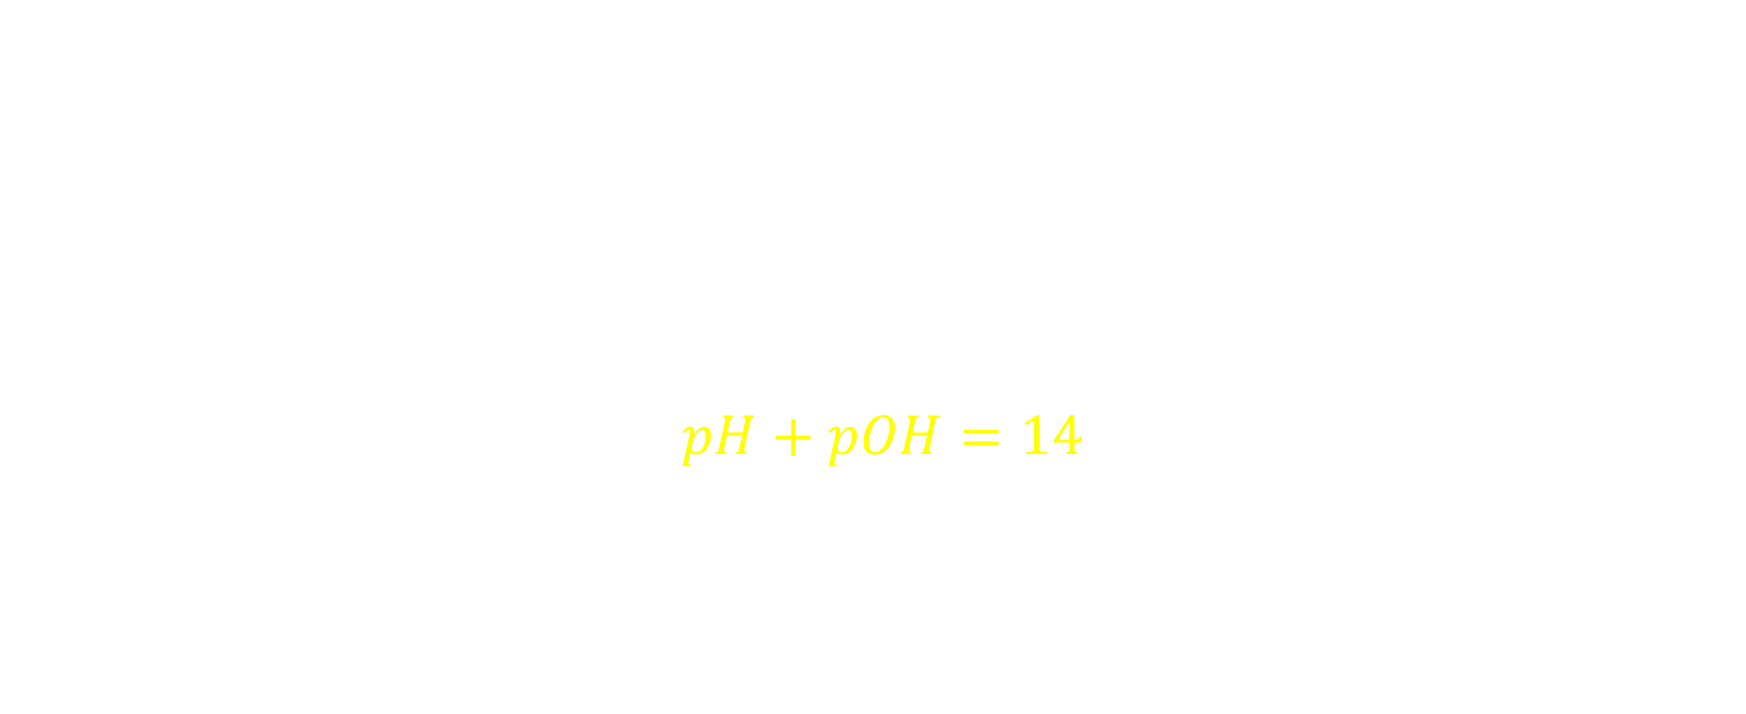 pH + pOH = 14